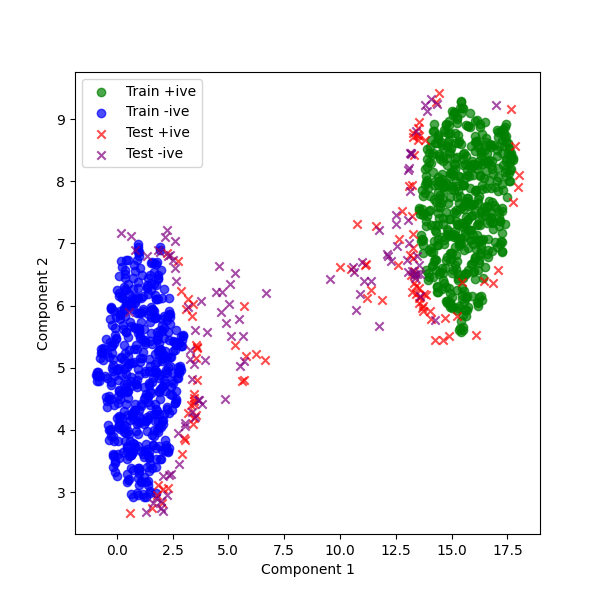 Train +ive
Train -ive
Test +ive
Test -ive
9
8
7
6
5
4
3
Component 2
0.0 2.5 5.0 7.5 10.0 12.5 15.0 17.5
Component 1